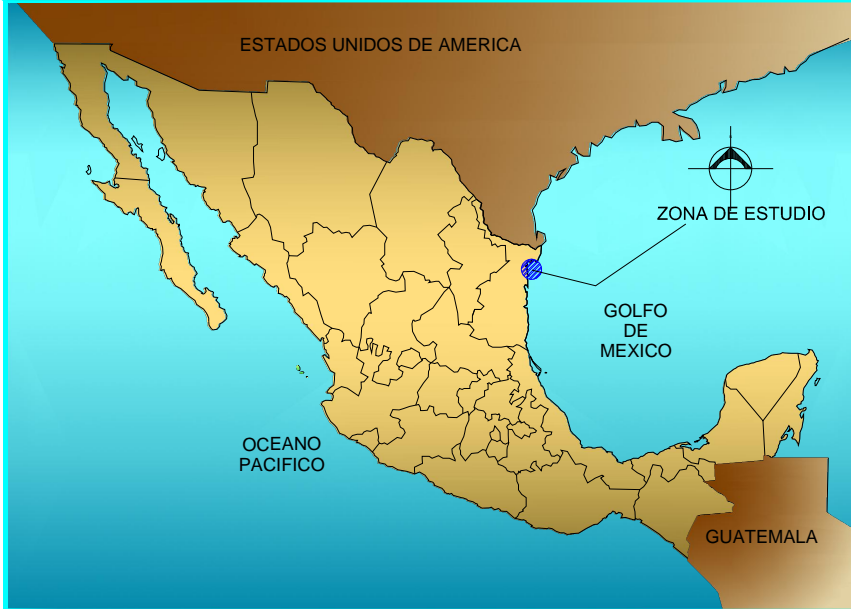 ESTADOS UNIDOS DE AMERICA
ZONA DE ESTUDIO
GOLFO
DE
MEXICO
OCEANO
PACIFICO
GUATEMALA